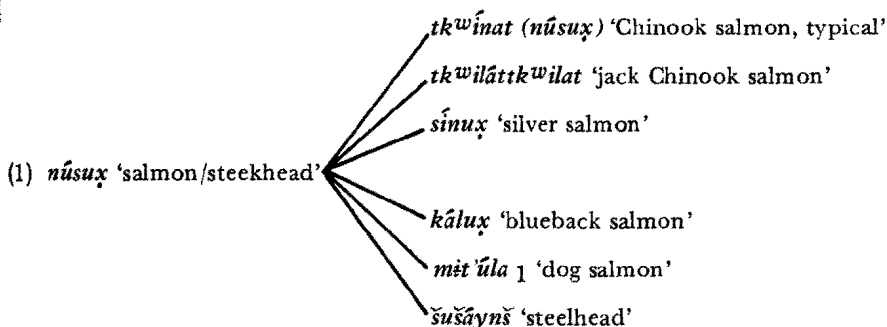 tkʷínat (núsux̣) ‘Chinook salmon, typical’
tkʷiláttkʷilat ‘jack Chinook salmon’
sínux̣ ‘silver salmon’
(1) núsux̣ ‘salmon/steekhead’
kálux̣ ‘blueback salmon’
mɨt'úla 1 ‘dog salmon’
šušáynš ‘steelhead’